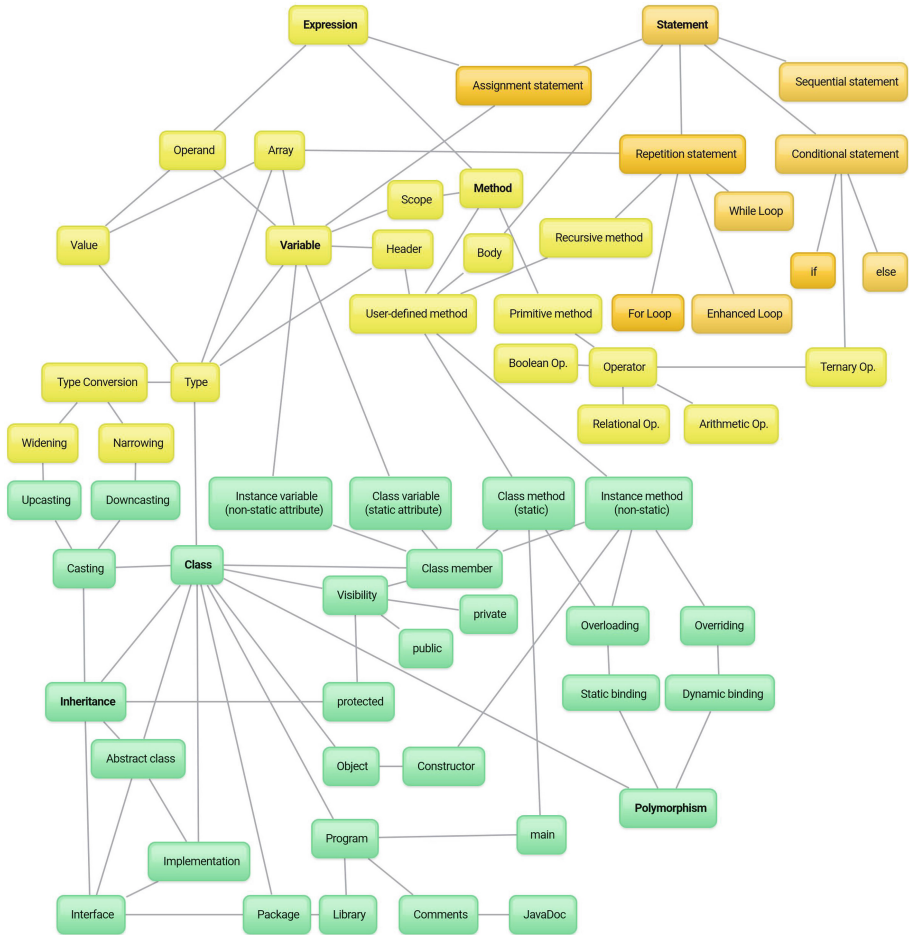 Expression
Statement
Assignment statement
Sequential statement
Operand
Array
Repetition statement
Conditional statement
Method
Scope
While Loop
Value
Variable
Header
Body
Recursive method
if
else
User-defined method
Primitive method
For Loop
Enhanced Loop
Boolean Op.
Operator
Ternary Op.
Type Conversion
Type
Relational Op.
Arithmetic Op.
Widening
Narrowing
Upcasting
Downcasting
Instance variable
(non-static attribute)
Class variable
(static attribute)
Class method
(static)
Instance method
(non-static)
Casting
Class
Class member
Visibility
private
public
Overloading
Overriding
Inheritance
protected
Static binding
Dynamic binding
Abstract class
Object
Constructor
Polymorphism
Program
main
Implementation
Interface
Package
Library
Comments
JavaDoc